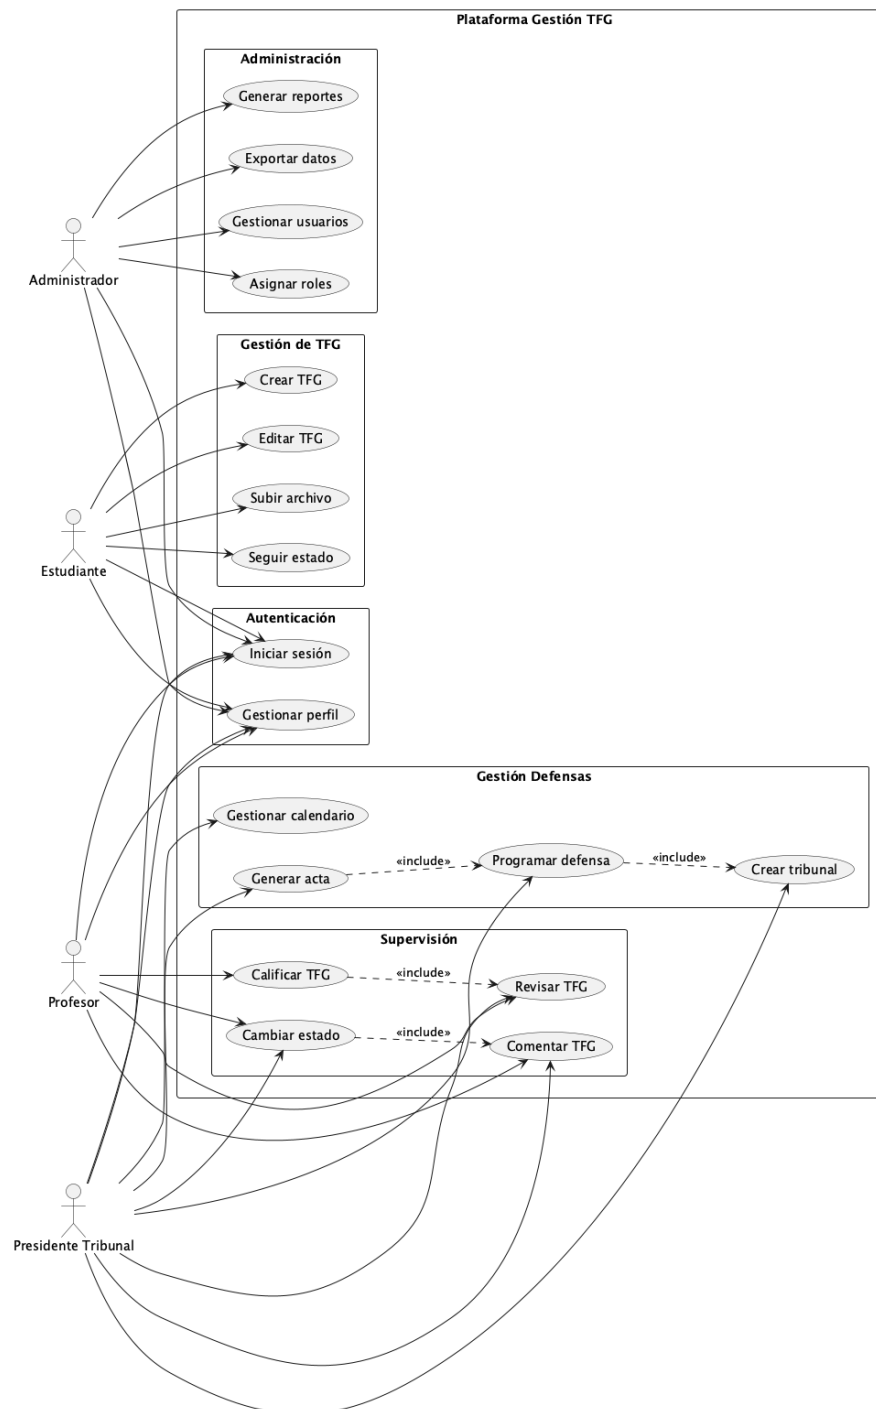 Plataforma Gestión TFG
Administración
Generar reportes
Exportar datos
Gestionar usuarios
Asignar roles
Administrador
Gestión de TFG
Crear TFG
Editar TFG
Subir archivo
Seguir estado
Estudiante
Autenticación
Iniciar sesión
Gestionar perfil
Gestión Defensas
Gestionar calendario
Generar acta
«include»
Programar defensa
«include»
Crear tribunal
Supervisión
Calificar TFG
«include»
Revisar TFG
Cambiar estado
«include»
Comentar TFG
Profesor
Presidente Tribunal